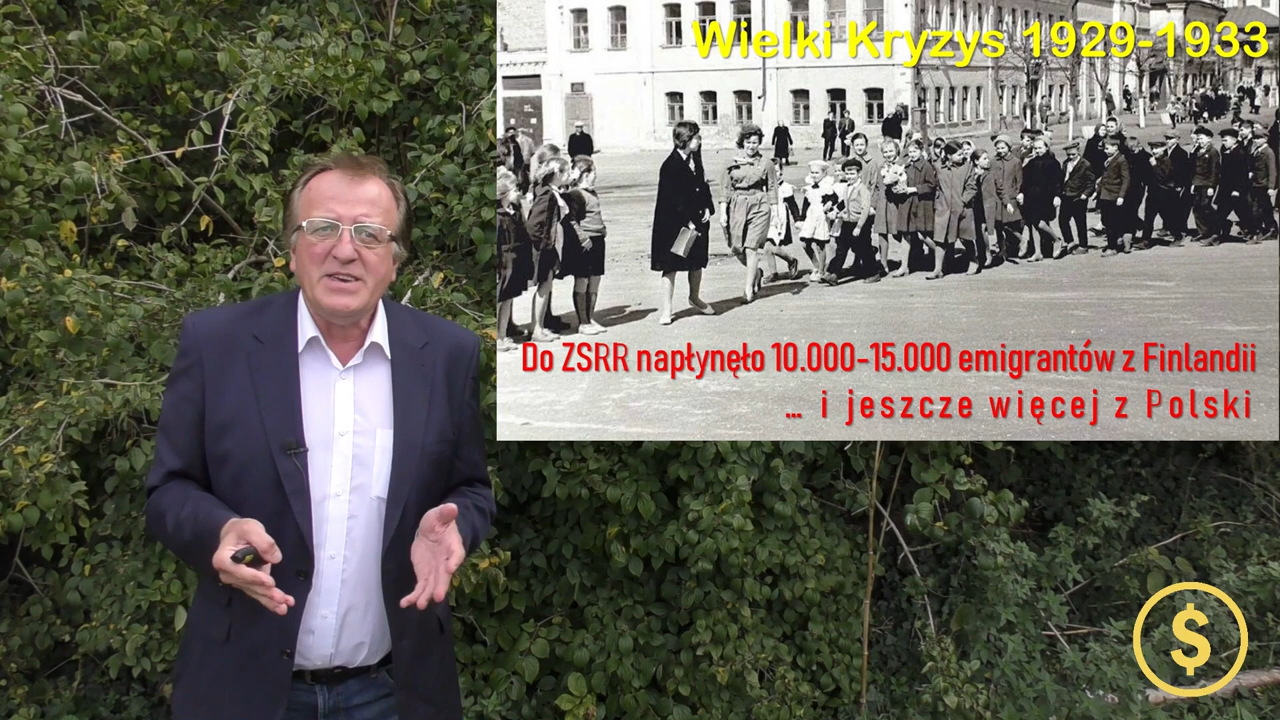 Wielki Kryzys 1929-1933
Do ZSRR napłynęło 10.000-15.000 emigrantów z Finlandii
... i jeszcze więcej z Polski
$